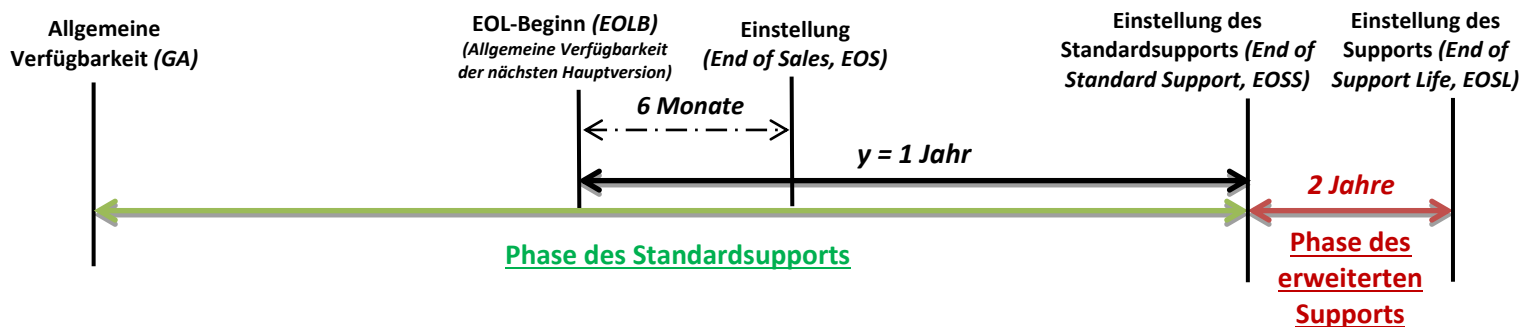 Allgemeine
Verfügbarkeit (GA)
EOL-Beginn (EOLB)
(Allgemeine Verfügbarkeit
der nächsten Hauptversion)
Einstellung
(End of Sales, EOS)
Einstellung des
Standardsupports (End of
Standard Support, EOSS)
Einstellung des
Supports (End of
Support Life, EOSL)
6 Monate
y = 1 Jahr
2 Jahre
Phase des Standardsupports
Phase des
erweiterten
Supports